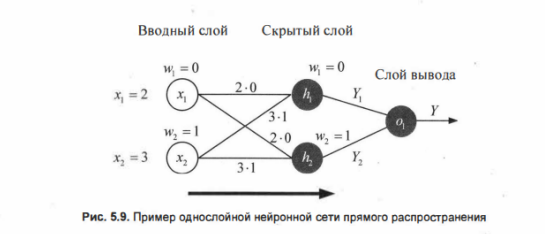 Вводный слой Скрытый слой
w₁=0 w₁=0
Слой вывода
x₁=2 x₁ 2·0 h₁ Y₁
3·1 o₁ Y
w₂=1 2·0 w₂=1
x₂=3 x₂ 3·1 h₂ Y₂
Рис. 5.9. Пример однослойной нейронной сети прямого распространения